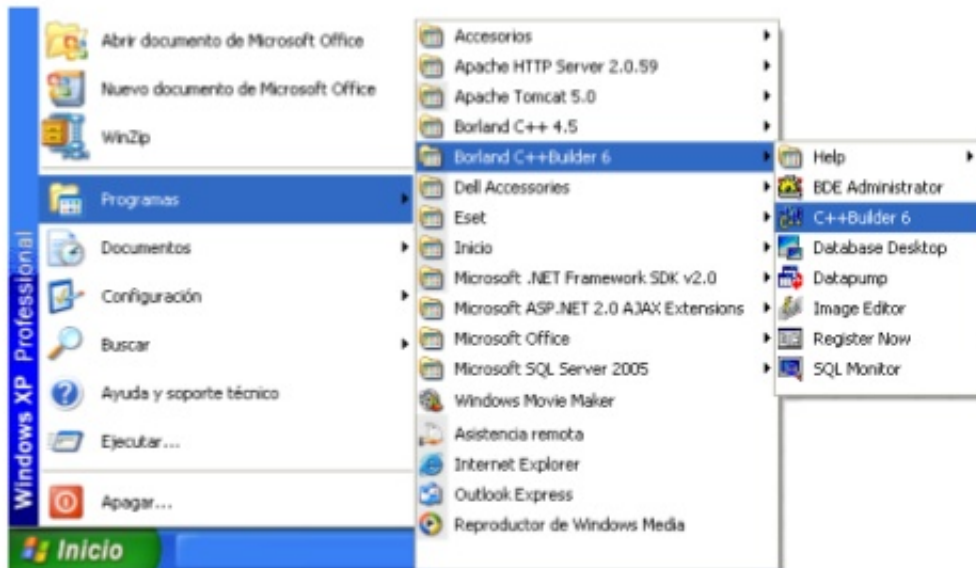 Windows XP Professional
Abrir documento de Microsoft Office
Nuevo documento de Microsoft Office
WinZip
Programas
Documentos
Configuración
Buscar
Ayuda y soporte técnico
Ejecutar...
Apagar...
Inicio
Accesorios
Apache HTTP Server 2.0.59
Apache Tomcat 5.0
Borland C++ 4.5
Borland C++Builder 6
Dell Accessories
Eset
Inicio
Microsoft .NET Framework SDK v2.0
Microsoft ASP.NET 2.0 AJAX Extensions
Microsoft Office
Microsoft SQL Server 2005
Windows Movie Maker
Asistencia remota
Internet Explorer
Outlook Express
Reproductor de Windows Media
Help
BDE Administrator
C++Builder 6
Database Desktop
Datapump
Image Editor
Register Now
SQL Monitor